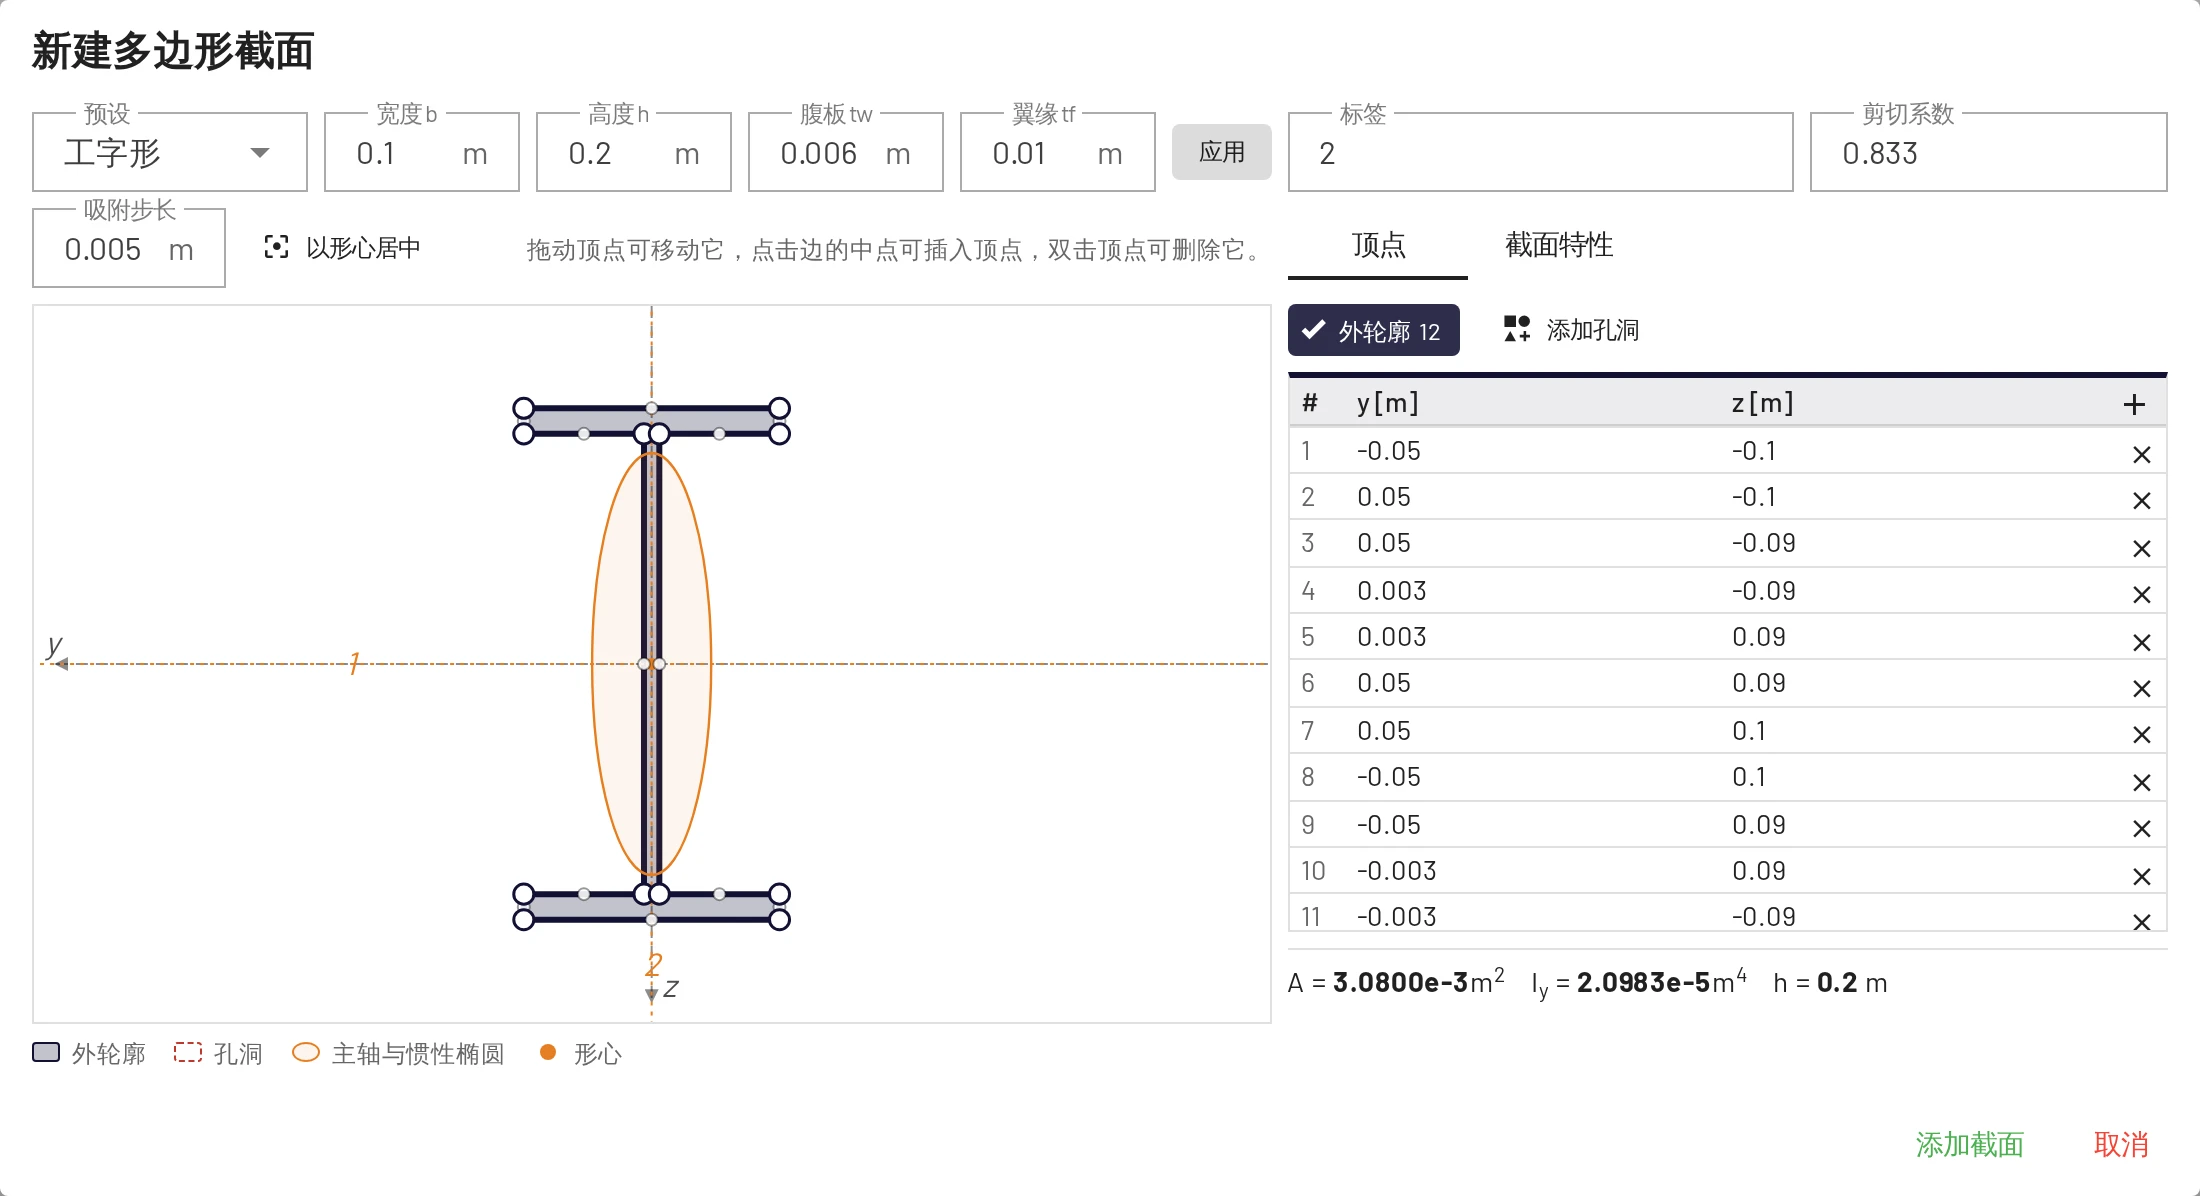 新建多边形截面
预设
工字形
宽度 b
0.1 m
高度 h
0.2 m
腹板 tw
0.006 m
翼缘 tf
0.01 m
应用
标签
2
剪切系数
0.833
吸附步长
0.005 m
以形心居中
拖动顶点可移动它，点击边的中点可插入顶点，双击顶点可删除它。
顶点
截面特性
外轮廓 12
添加孔洞
# y [m] z [m]
1 -0.05 -0.1
2 0.05 -0.1
3 0.05 -0.09
4 0.003 -0.09
5 0.003 0.09
6 0.05 0.09
7 0.05 0.1
8 -0.05 0.1
9 -0.05 0.09
10 -0.003 0.09
11 -0.003 -0.09
A = 3.0800e-3m² Iy = 2.0983e-5m⁴ h = 0.2 m
y
1
2
z
外轮廓 孔洞 主轴与惯性椭圆 形心
添加截面 取消